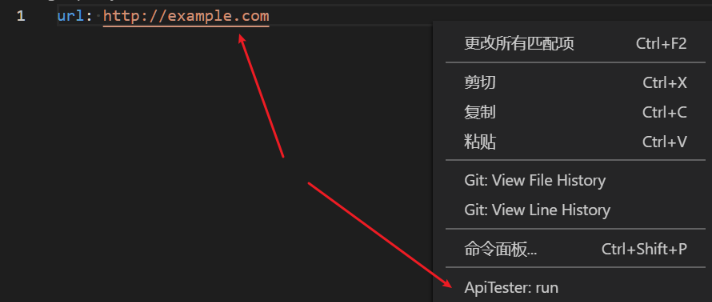 1 url: http://example.com
更改所有匹配项 Ctrl+F2
剪切 Ctrl+X
复制 Ctrl+C
粘贴 Ctrl+V
Git: View File History
Git: View Line History
命令面板... Ctrl+Shift+P
ApiTester: run